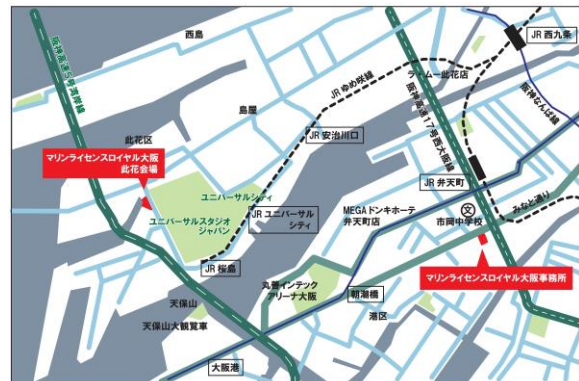 西島
JR 西九条
阪神高速5号湾岸線
JR ゆめ咲線
ラ・ムー此花店
阪神なんば線
島屋
阪神高速17号西大阪線
JR 安治川口
此花区
マリンライセンスロイヤル大阪
此花会場
JR 弁天町
ユニバーサルシティ
みなと通り
MEGAドンキホーテ
弁天町店
文
市岡中学校
ユニバーサルスタジオ
ジャパン
JR ユニバーサル
シティ
JR 桜島
丸善インテック
アリーナ大阪
マリンライセンスロイヤル大阪事務所
朝潮橋
天保山
港区
天保山大観覧車
大阪港